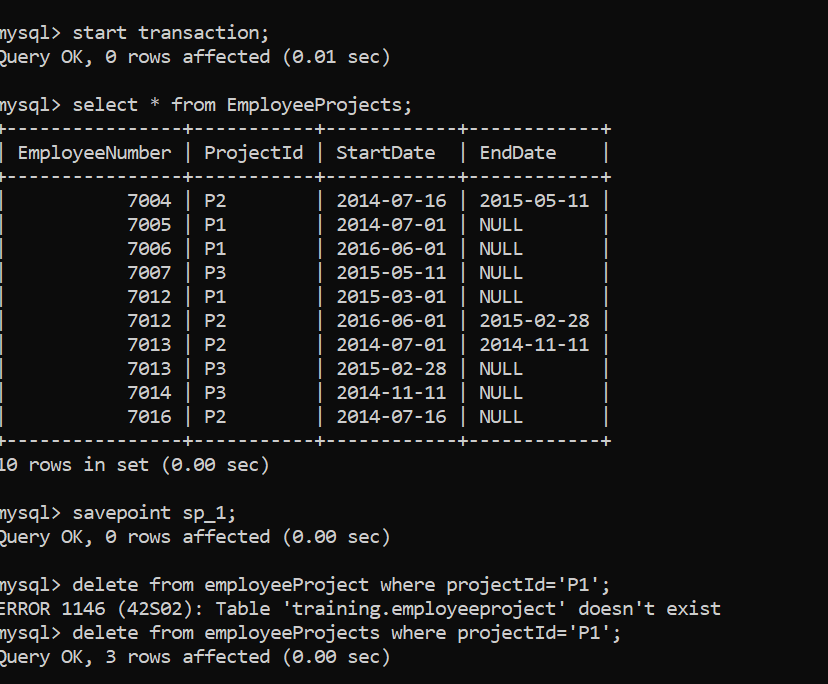 mysql> start transaction;
Query OK, 0 rows affected (0.01 sec)
mysql> select * from EmployeeProjects;
+----------------+-----------+------------+------------+
| EmployeeNumber | ProjectId | StartDate  | EndDate    |
+----------------+-----------+------------+------------+
|           7004 | P2        | 2014-07-16 | 2015-05-11 |
|           7005 | P1        | 2014-07-01 | NULL       |
|           7006 | P1        | 2016-06-01 | NULL       |
|           7007 | P3        | 2015-05-11 | NULL       |
|           7012 | P1        | 2015-03-01 | NULL       |
|           7012 | P2        | 2016-06-01 | 2015-02-28 |
|           7013 | P2        | 2014-07-01 | 2014-11-11 |
|           7013 | P3        | 2015-02-28 | NULL       |
|           7014 | P3        | 2014-11-11 | NULL       |
|           7016 | P2        | 2014-07-16 | NULL       |
+----------------+-----------+------------+------------+
10 rows in set (0.00 sec)
mysql> savepoint sp_1;
Query OK, 0 rows affected (0.00 sec)
mysql> delete from employeeProject where projectId='P1';
ERROR 1146 (42S02): Table 'training.employeeproject' doesn't exist
mysql> delete from employeeProjects where projectId='P1';
Query OK, 3 rows affected (0.00 sec)